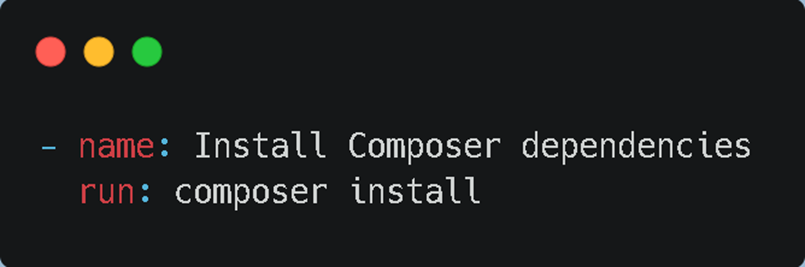 - name: Install Composer dependencies
  run: composer install